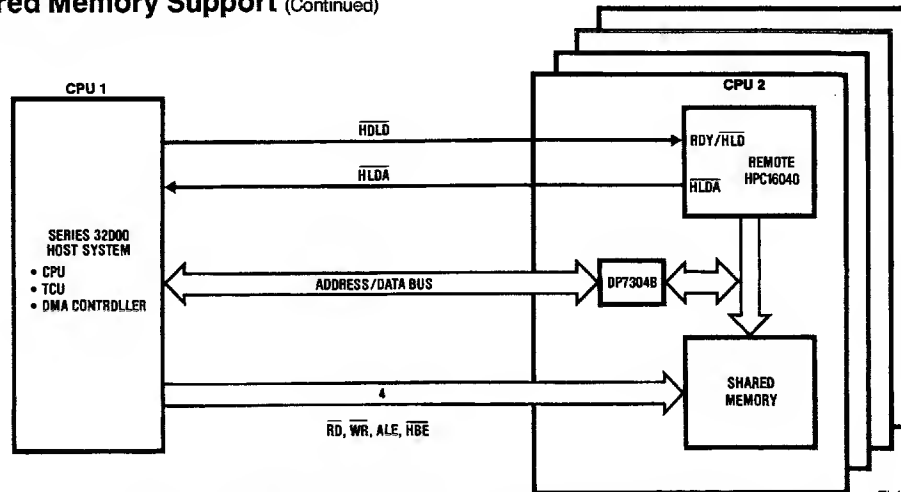 red Memory Support (Continued)
CPU 1
CPU 2
HDLD
RDY/HLD
REMOTE
HPC16040
HLDA
HLDA
SERIES 32000
HOST SYSTEM
• CPU
• TCU
• DMA CONTROLLER
ADDRESS/DATA BUS
DP7304B
SHARED
MEMORY
4
RD, WR, ALE, HBE